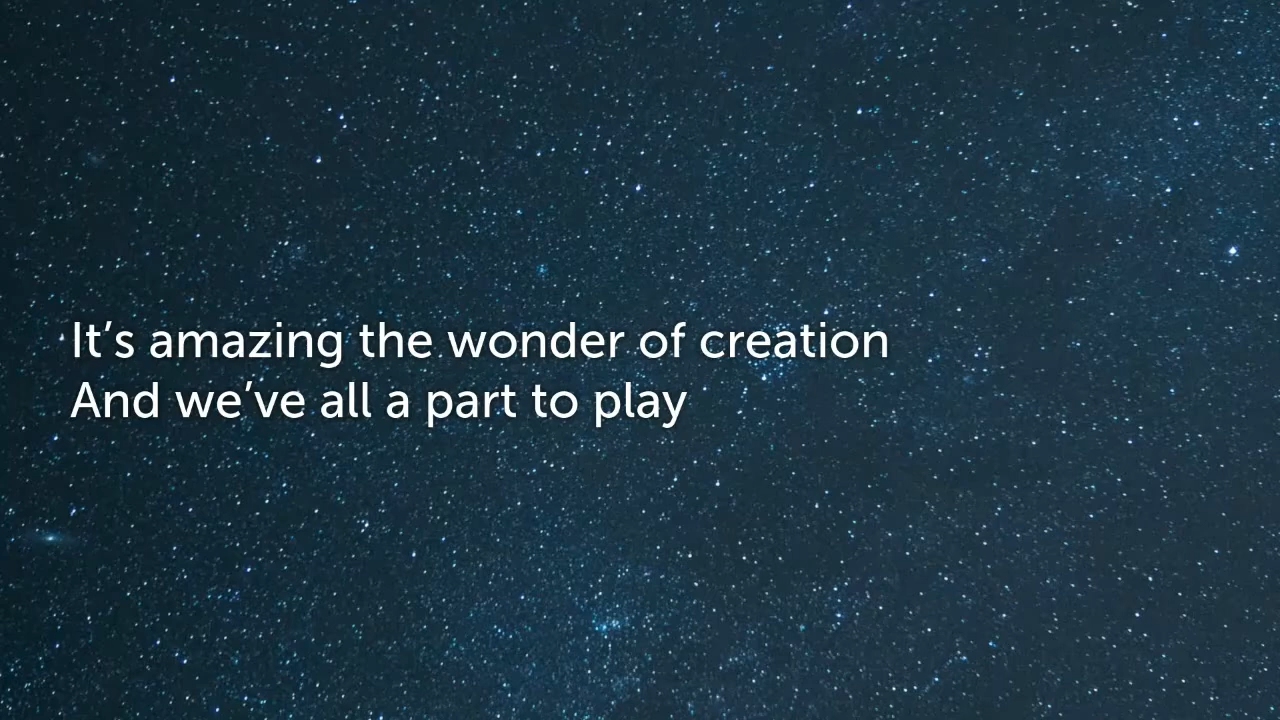 It’s amazing the wonder of creation
And we’ve all a part to play